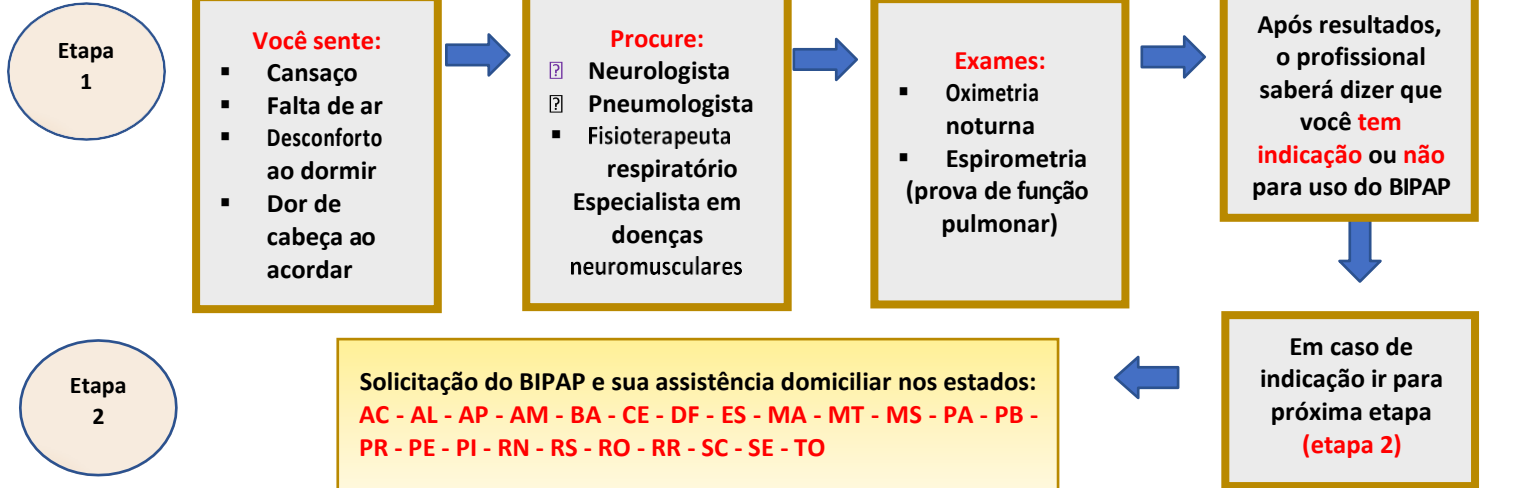 Etapa
1
Você sente:
▪ Cansaço
▪ Falta de ar
▪ Desconforto
ao dormir
▪ Dor de
cabeça ao
acordar
Procure:
Neurologista
Pneumologista
▪ Fisioterapeuta
respiratório
Especialista em
doenças
neuromusculares
Exames:
▪ Oximetria
noturna
▪ Espirometria
(prova de função
pulmonar)
Após resultados,
o profissional
saberá dizer que
você tem
indicação ou não
para uso do BIPAP
Em caso de
indicação ir para
próxima etapa
(etapa 2)
Etapa
2
Solicitação do BIPAP e sua assistência domiciliar nos estados:
AC - AL - AP - AM - BA - CE - DF - ES - MA - MT - MS - PA - PB -
PR - PE - PI - RN - RS - RO - RR - SC - SE - TO